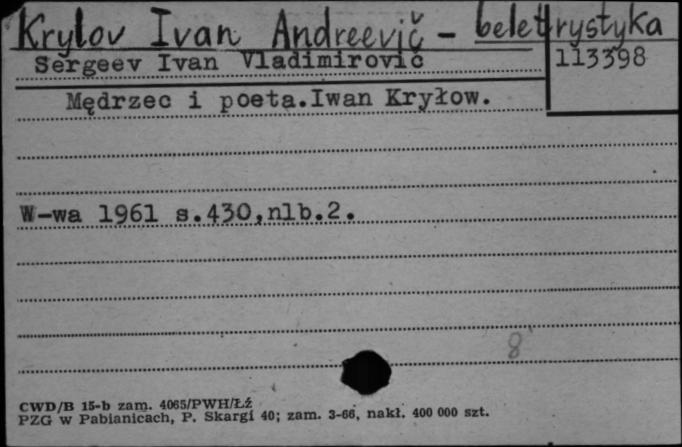 Krylov Ivan Andreevič - beletrystyka
Sergeev Ivan Vladimirovič
113398
Mędrzec i poeta.Iwan Kryłow.
W-wa 1961 s.430,nlb.2.
8
CWD/B 15-b zam. 4065/PWH/Łź
PZG w Pabianicach, P. Skargi 40; zam. 3-66, nakł. 400 000 szt.